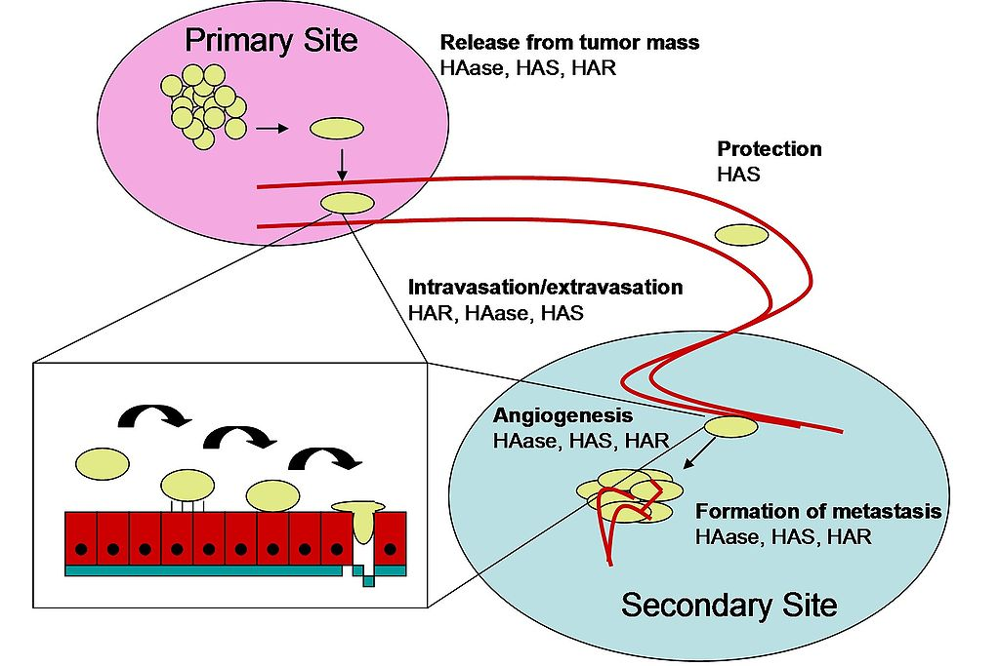 Primary Site
Release from tumor mass
HAase, HAS, HAR
Protection
HAS
Intravasation/extravasation
HAR, HAase, HAS
Angiogenesis
HAase, HAS, HAR
Formation of metastasis
HAase, HAS, HAR
Secondary Site